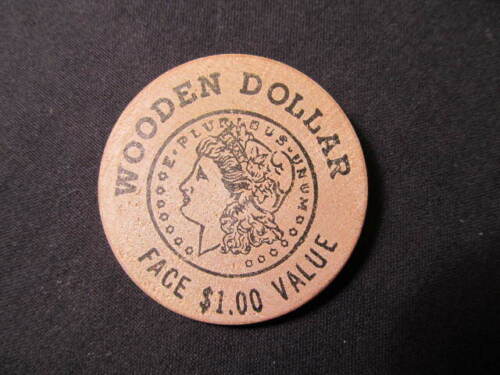 WOODEN DOLLAR
E·PLURIBUS·UNUM
FACE $1.00 VALUE